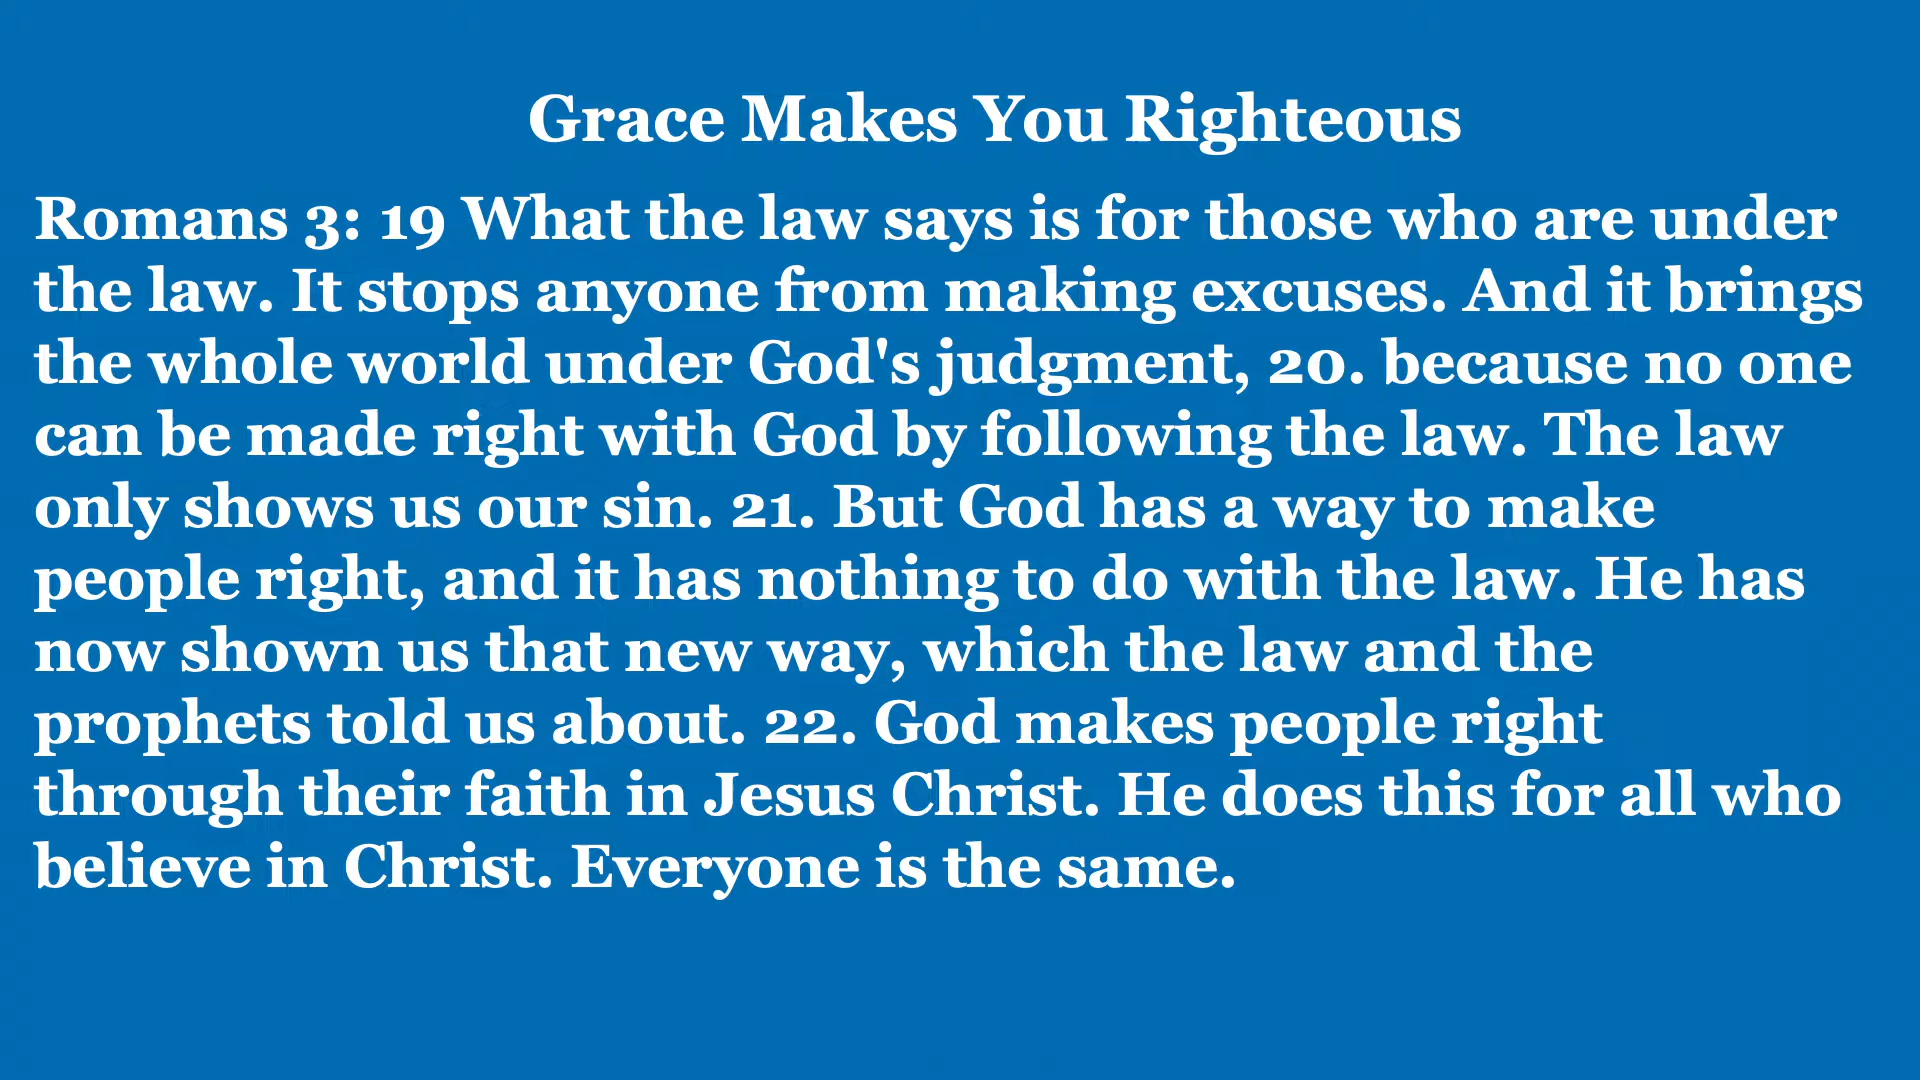 Grace Makes You Righteous
Romans 3: 19 What the law says is for those who are under
the law. It stops anyone from making excuses. And it brings
the whole world under God's judgment, 20. because no one
can be made right with God by following the law. The law
only shows us our sin. 21. But God has a way to make
people right, and it has nothing to do with the law. He has
now shown us that new way, which the law and the
prophets told us about. 22. God makes people right
through their faith in Jesus Christ. He does this for all who
believe in Christ. Everyone is the same.